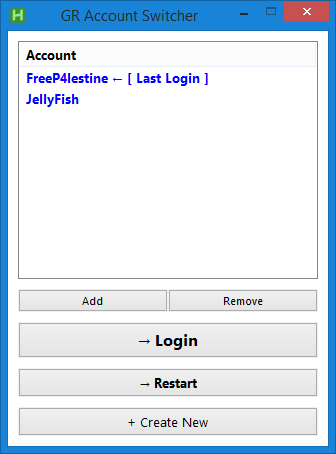 GR Account Switcher
Account
FreeP4lestine ← [ Last Login ]
JellyFish
Add Remove
→ Login
→ Restart
+ Create New